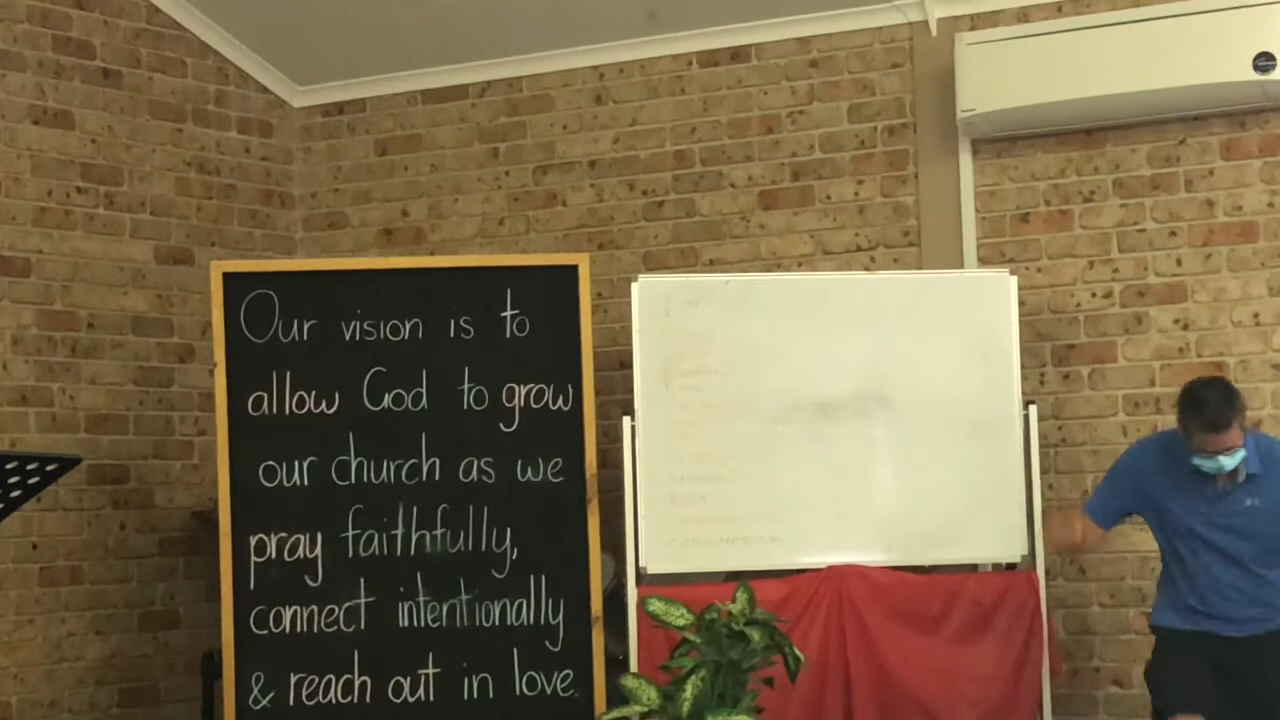 Our vision is to
allow God to grow
our church as we
pray faithfully,
connect intentionally
& reach out in love.